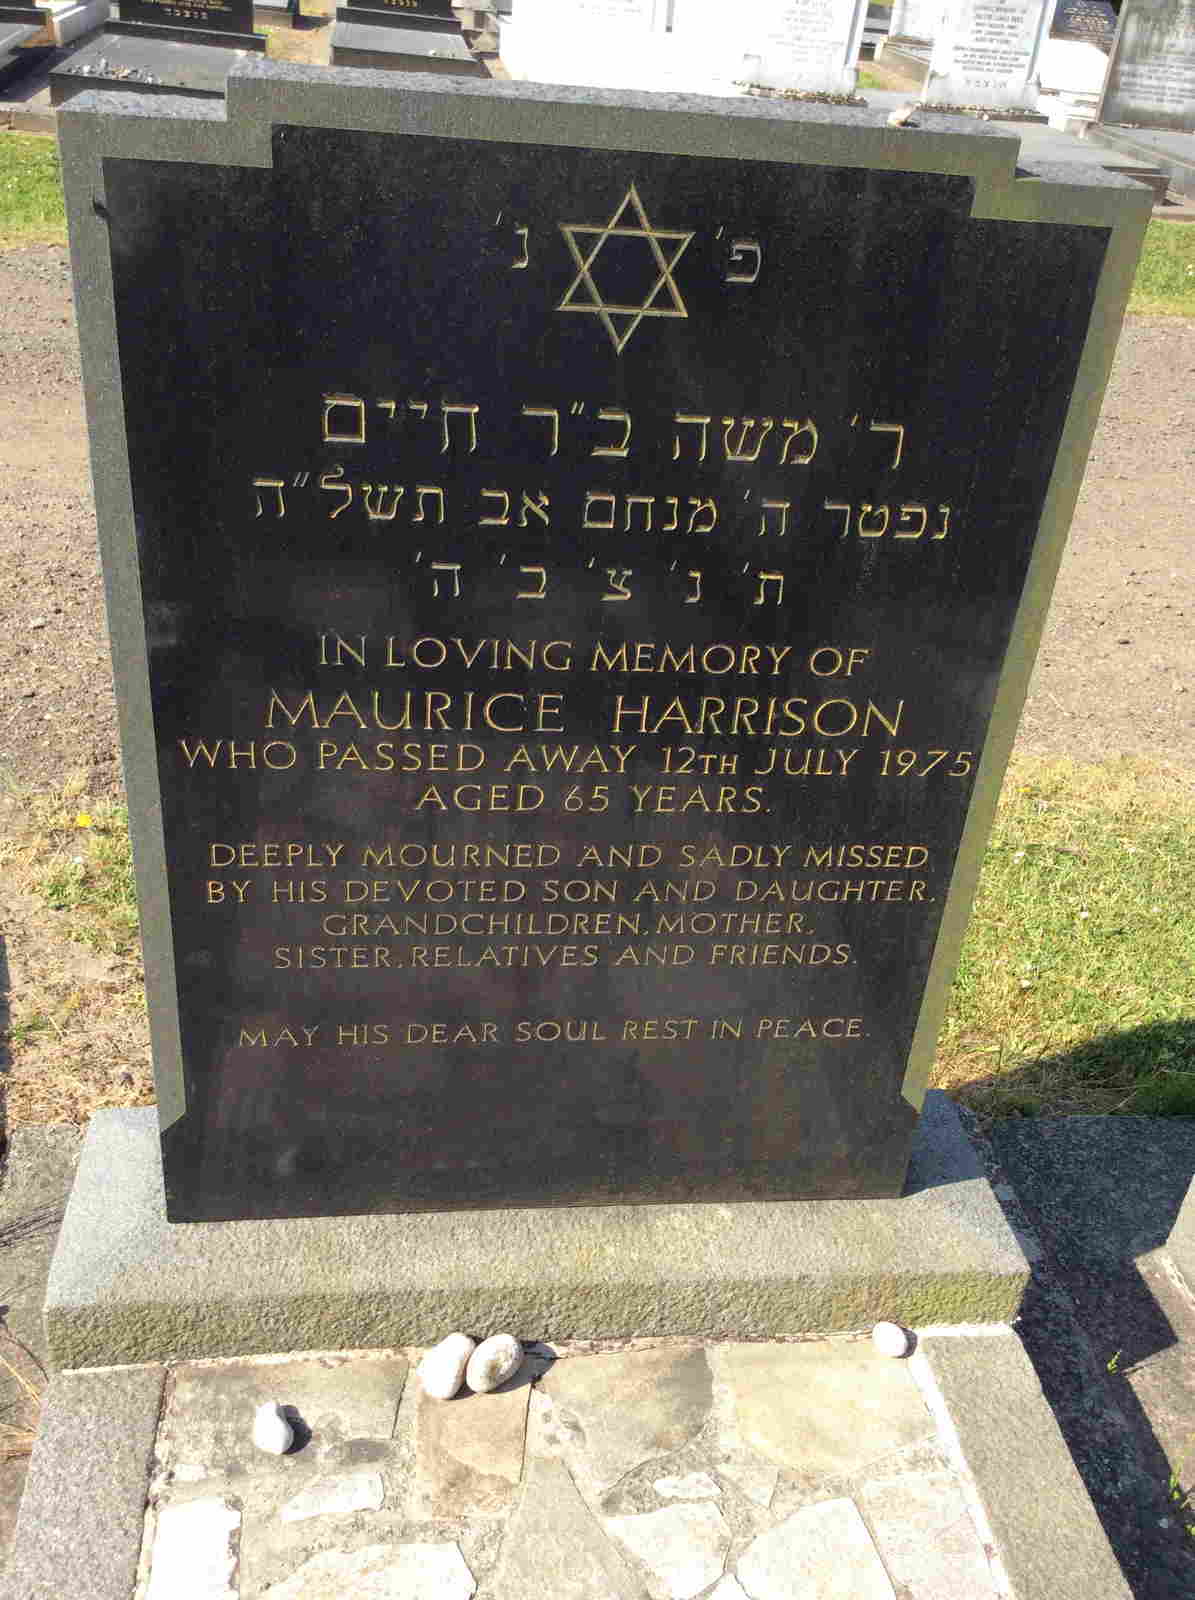 פ' נ'
ר' משה ב"ר חיים
נפטר ה' מנחם אב תשל"ה
ת' נ' צ' ב' ה'
IN LOVING MEMORY OF
MAURICE HARRISON
WHO PASSED AWAY 12TH JULY 1975
AGED 65 YEARS.
DEEPLY MOURNED AND SADLY MISSED
BY HIS DEVOTED SON AND DAUGHTER,
GRANDCHILDREN, MOTHER,
SISTER, RELATIVES AND FRIENDS.
MAY HIS DEAR SOUL REST IN PEACE.